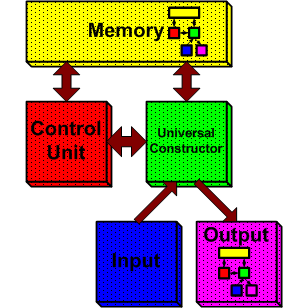 Memory
Control
Unit
Universal
Constructor
Input
Output